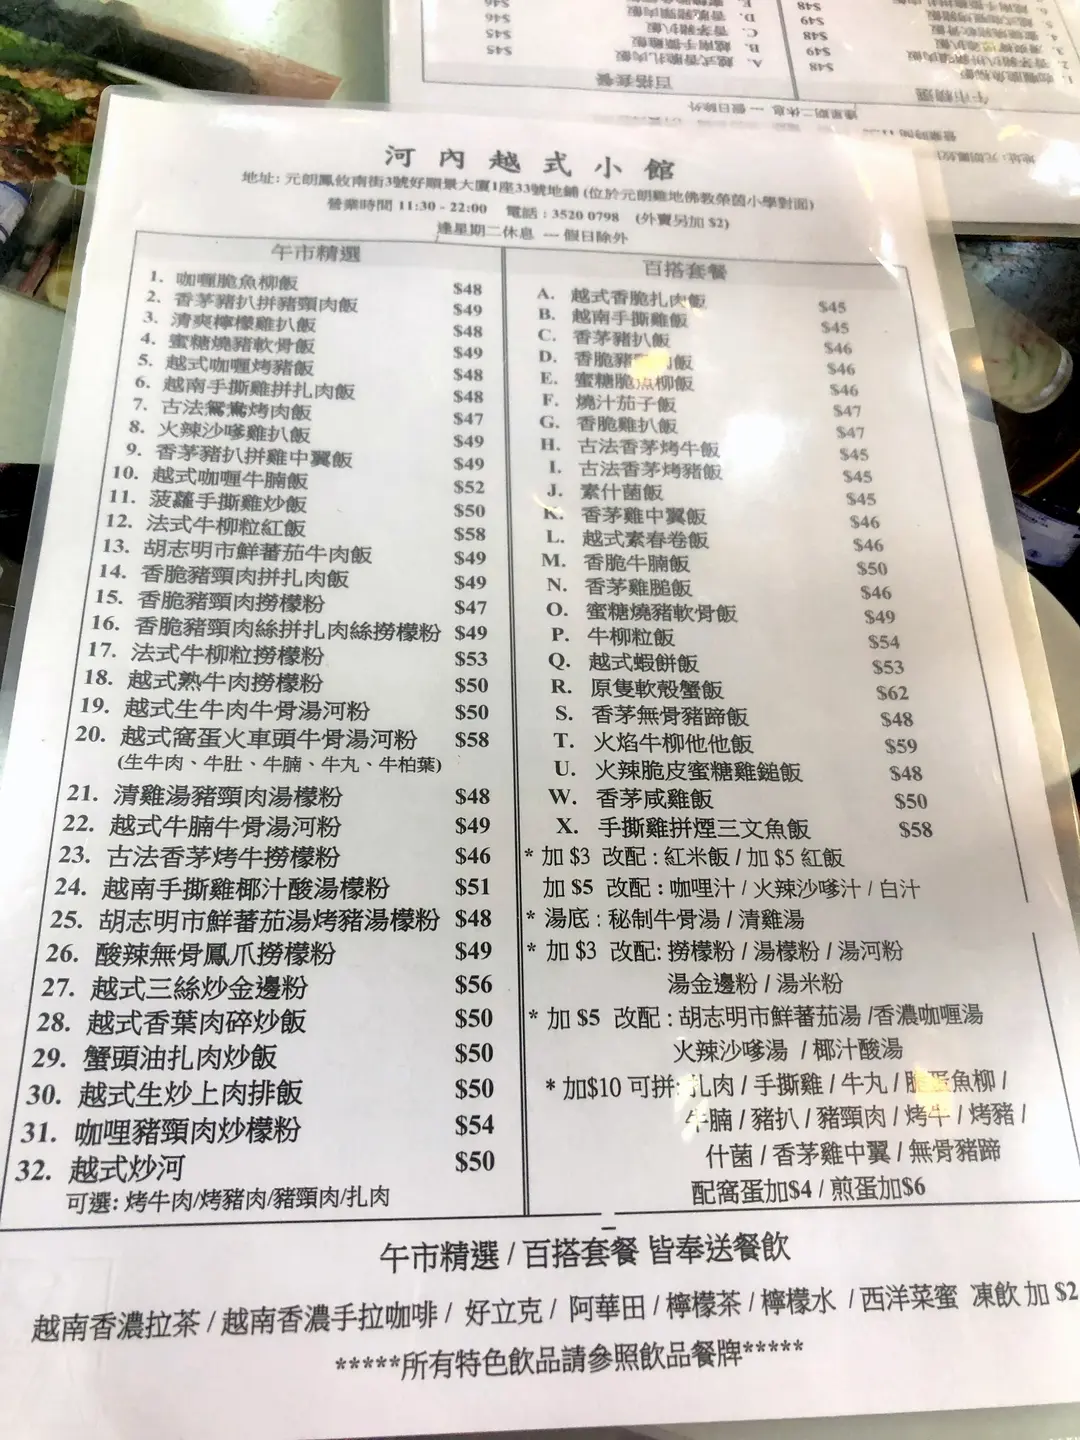 河內越式小館
地址: 元朗鳳攸南街3號好順景大廈1座33號地鋪 (位於元朗雞地佛教榮茵小學對面)
營業時間 11:30 - 22:00 電話 : 3520 0798 (外賣另加 $2)
逢星期二休息 — 假日除外
午市精選
1. 咖喱脆魚柳飯 $48
2. 香茅豬扒拼豬頸肉飯 $49
3. 清爽檸檬雞扒飯 $48
4. 蜜糖燒豬軟骨飯 $49
5. 越式咖喱烤豬飯 $48
6. 越南手撕雞拼扎肉飯 $48
7. 古法鴛鴦烤肉飯 $47
8. 火辣沙嗲雞扒飯 $49
9. 香茅豬扒拼雞中翼飯 $49
10. 越式咖喱牛腩飯 $52
11. 菠蘿手撕雞炒飯 $50
12. 法式牛柳粒紅飯 $58
13. 胡志明市鮮蕃茄牛肉飯 $49
14. 香脆豬頸肉拼扎肉飯 $49
15. 香脆豬頸肉撈檬粉 $47
16. 香脆豬頸肉絲拼扎肉絲撈檬粉 $49
17. 法式牛柳粒撈檬粉 $53
18. 越式熟牛肉撈檬粉 $50
19. 越式生牛肉牛骨湯河粉 $50
20. 越式窩蛋火車頭牛骨湯河粉 $58
(生牛肉、牛肚、牛腩、牛丸、牛柏葉)
21. 清雞湯豬頸肉湯檬粉 $48
22. 越式牛腩牛骨湯河粉 $49
23. 古法香茅烤牛撈檬粉 $46
24. 越南手撕雞椰汁酸湯檬粉 $51
25. 胡志明市鮮蕃茄湯烤豬湯檬粉 $48
26. 酸辣無骨鳳爪撈檬粉 $49
27. 越式三絲炒金邊粉 $56
28. 越式香葉肉碎炒飯 $50
29. 蟹頭油扎肉炒飯 $50
30. 越式生炒上肉排飯 $50
31. 咖哩豬頸肉炒檬粉 $54
32. 越式炒河 $50
可選: 烤牛肉/烤豬肉/豬頸肉/扎肉
百搭套餐
A. 越式香脆扎肉飯 $45
B. 越南手撕雞飯 $45
C. 香茅豬扒飯 $46
D. 香脆豬肉飯 $46
E. 蜜糖脆魚柳飯 $46
F. 燒汁茄子飯 $47
G. 香脆雞扒飯 $47
H. 古法香茅烤牛飯 $45
I. 古法香茅烤豬飯 $45
J. 素什菌飯 $45
K. 香茅雞中翼飯 $46
L. 越式素春卷飯 $46
M. 香脆牛腩飯 $50
N. 香茅雞髀飯 $46
O. 蜜糖燒豬軟骨飯 $49
P. 牛柳粒飯 $54
Q. 越式蝦餅飯 $53
R. 原隻軟殼蟹飯 $62
S. 香茅無骨豬蹄飯 $48
T. 火焰牛柳他他飯 $59
U. 火辣脆皮蜜糖雞鎚飯 $48
W. 香茅咸雞飯 $50
X. 手撕雞拼煙三文魚飯 $58
* 加 $3 改配 : 紅米飯 / 加 $5 紅飯
加 $5 改配 : 咖哩汁 / 火辣沙嗲汁 / 白汁
* 湯底 : 秘制牛骨湯 / 清雞湯
* 加 $3 改配: 撈檬粉 / 湯檬粉 / 湯河粉
湯金邊粉 / 湯米粉
* 加 $5 改配 : 胡志明市鮮蕃茄湯 /香濃咖喱湯
火辣沙嗲湯 / 椰汁酸湯
* 加$10 可拼: 扎肉 / 手撕雞 / 牛丸 / 脆魚柳 /
牛腩 / 豬扒 / 豬頸肉 / 烤牛 / 烤豬 /
什菌 / 香茅雞中翼 / 無骨豬蹄
配窩蛋加$4 / 煎蛋加$6
午市精選 / 百搭套餐 皆奉送餐飲
越南香濃拉茶 / 越南香濃手拉咖啡 / 好立克 / 阿華田 / 檸檬茶 / 檸檬水 / 西洋菜蜜 凍飲 加 $2
*****所有特色飲品請參照飲品餐牌*****